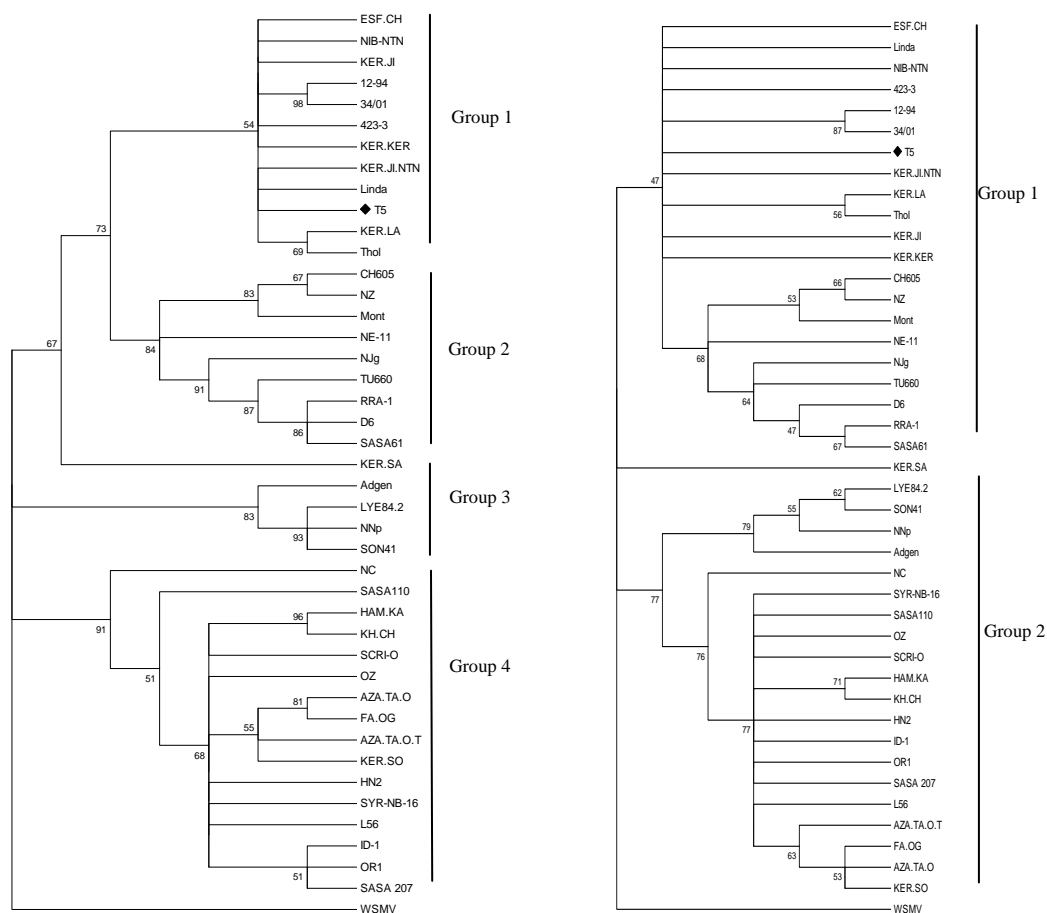 ESF.CH
NIB-NTN
KER.JI
12-94
98
34/01
Group 1
54
423-3
KER.KER
KER.JI.NTN
Linda
◆ T5
73
KER.LA
69
Thol
67
CH605
83
NZ
Mont
84
NE-11
67
Group 2
NJg
91
TU660
87
RRA-1
D6
86
SASA61
KER.SA
Adgen
Group 3
83
LYE84.2
NNp
93
SON41
NC
91
SASA110
96
HAM.KA
KH.CH
51
SCRI-O
Group 4
OZ
81
AZA.TA.O
55
FA.OG
68
AZA.TA.O.T
KER.SO
HN2
SYR-NB-16
L56
ID-1
OR1
51
SASA 207
WSMV
ESF.CH
Linda
NIB-NTN
423-3
12-94
87
34/01
◆ T5
47
KER.JI.NTN
KER.LA
Group 1
56
Thol
KER.JI
KER.KER
66
CH605
53
NZ
Mont
68
NE-11
NJg
64
TU660
D6
47
RRA-1
67
SASA61
KER.SA
62
LYE84.2
55
SON41
79
NNp
Adgen
77
NC
SYR-NB-16
SASA110
OZ
Group 2
76
SCRI-O
71
HAM.KA
KH.CH
77
HN2
ID-1
OR1
SASA 207
L56
AZA.TA.O.T
63
FA.OG
AZA.TA.O
53
KER.SO
WSMV